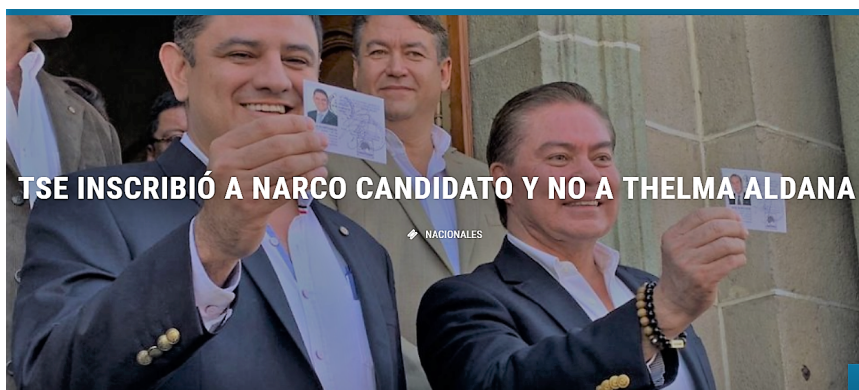 TSE INSCRIBIÓ A NARCO CANDIDATO Y NO A THELMA ALDANA
NACIONALES